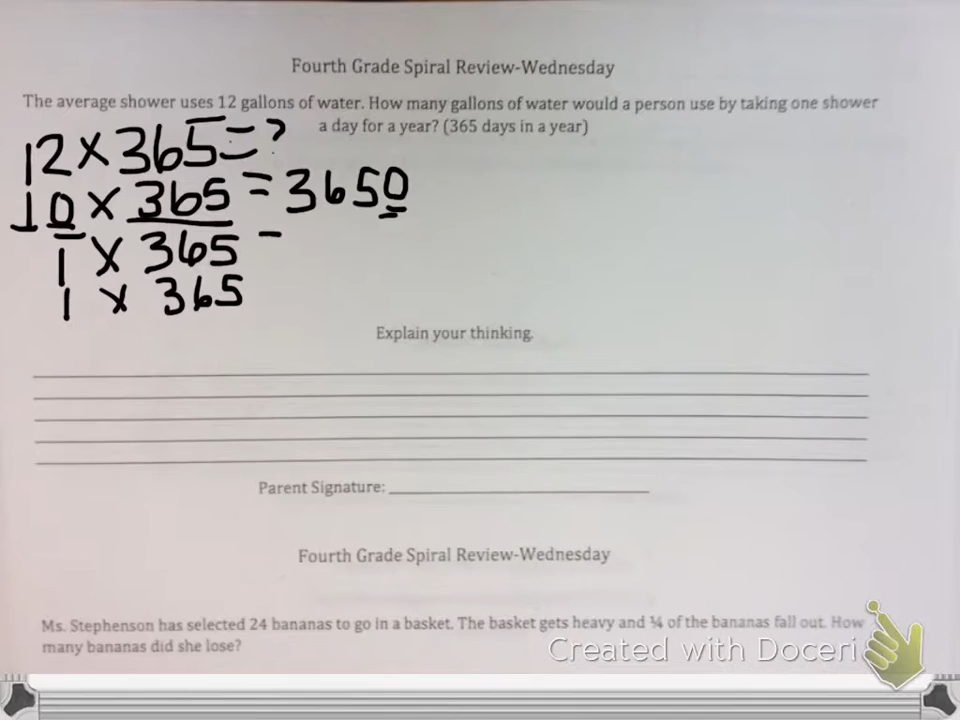 Fourth Grade Spiral Review-Wednesday
The average shower uses 12 gallons of water. How many gallons of water would a person use by taking one shower
a day for a year? (365 days in a year)
12 x 365 = ?
10 x 365 = 3650
1 x 365 =
1 x 365
Explain your thinking.
Parent Signature:
Fourth Grade Spiral Review-Wednesday
Ms. Stephenson has selected 24 bananas to go in a basket. The basket gets heavy and ¼ of the bananas fall out. How
many bananas did she lose?
Created with Doceri